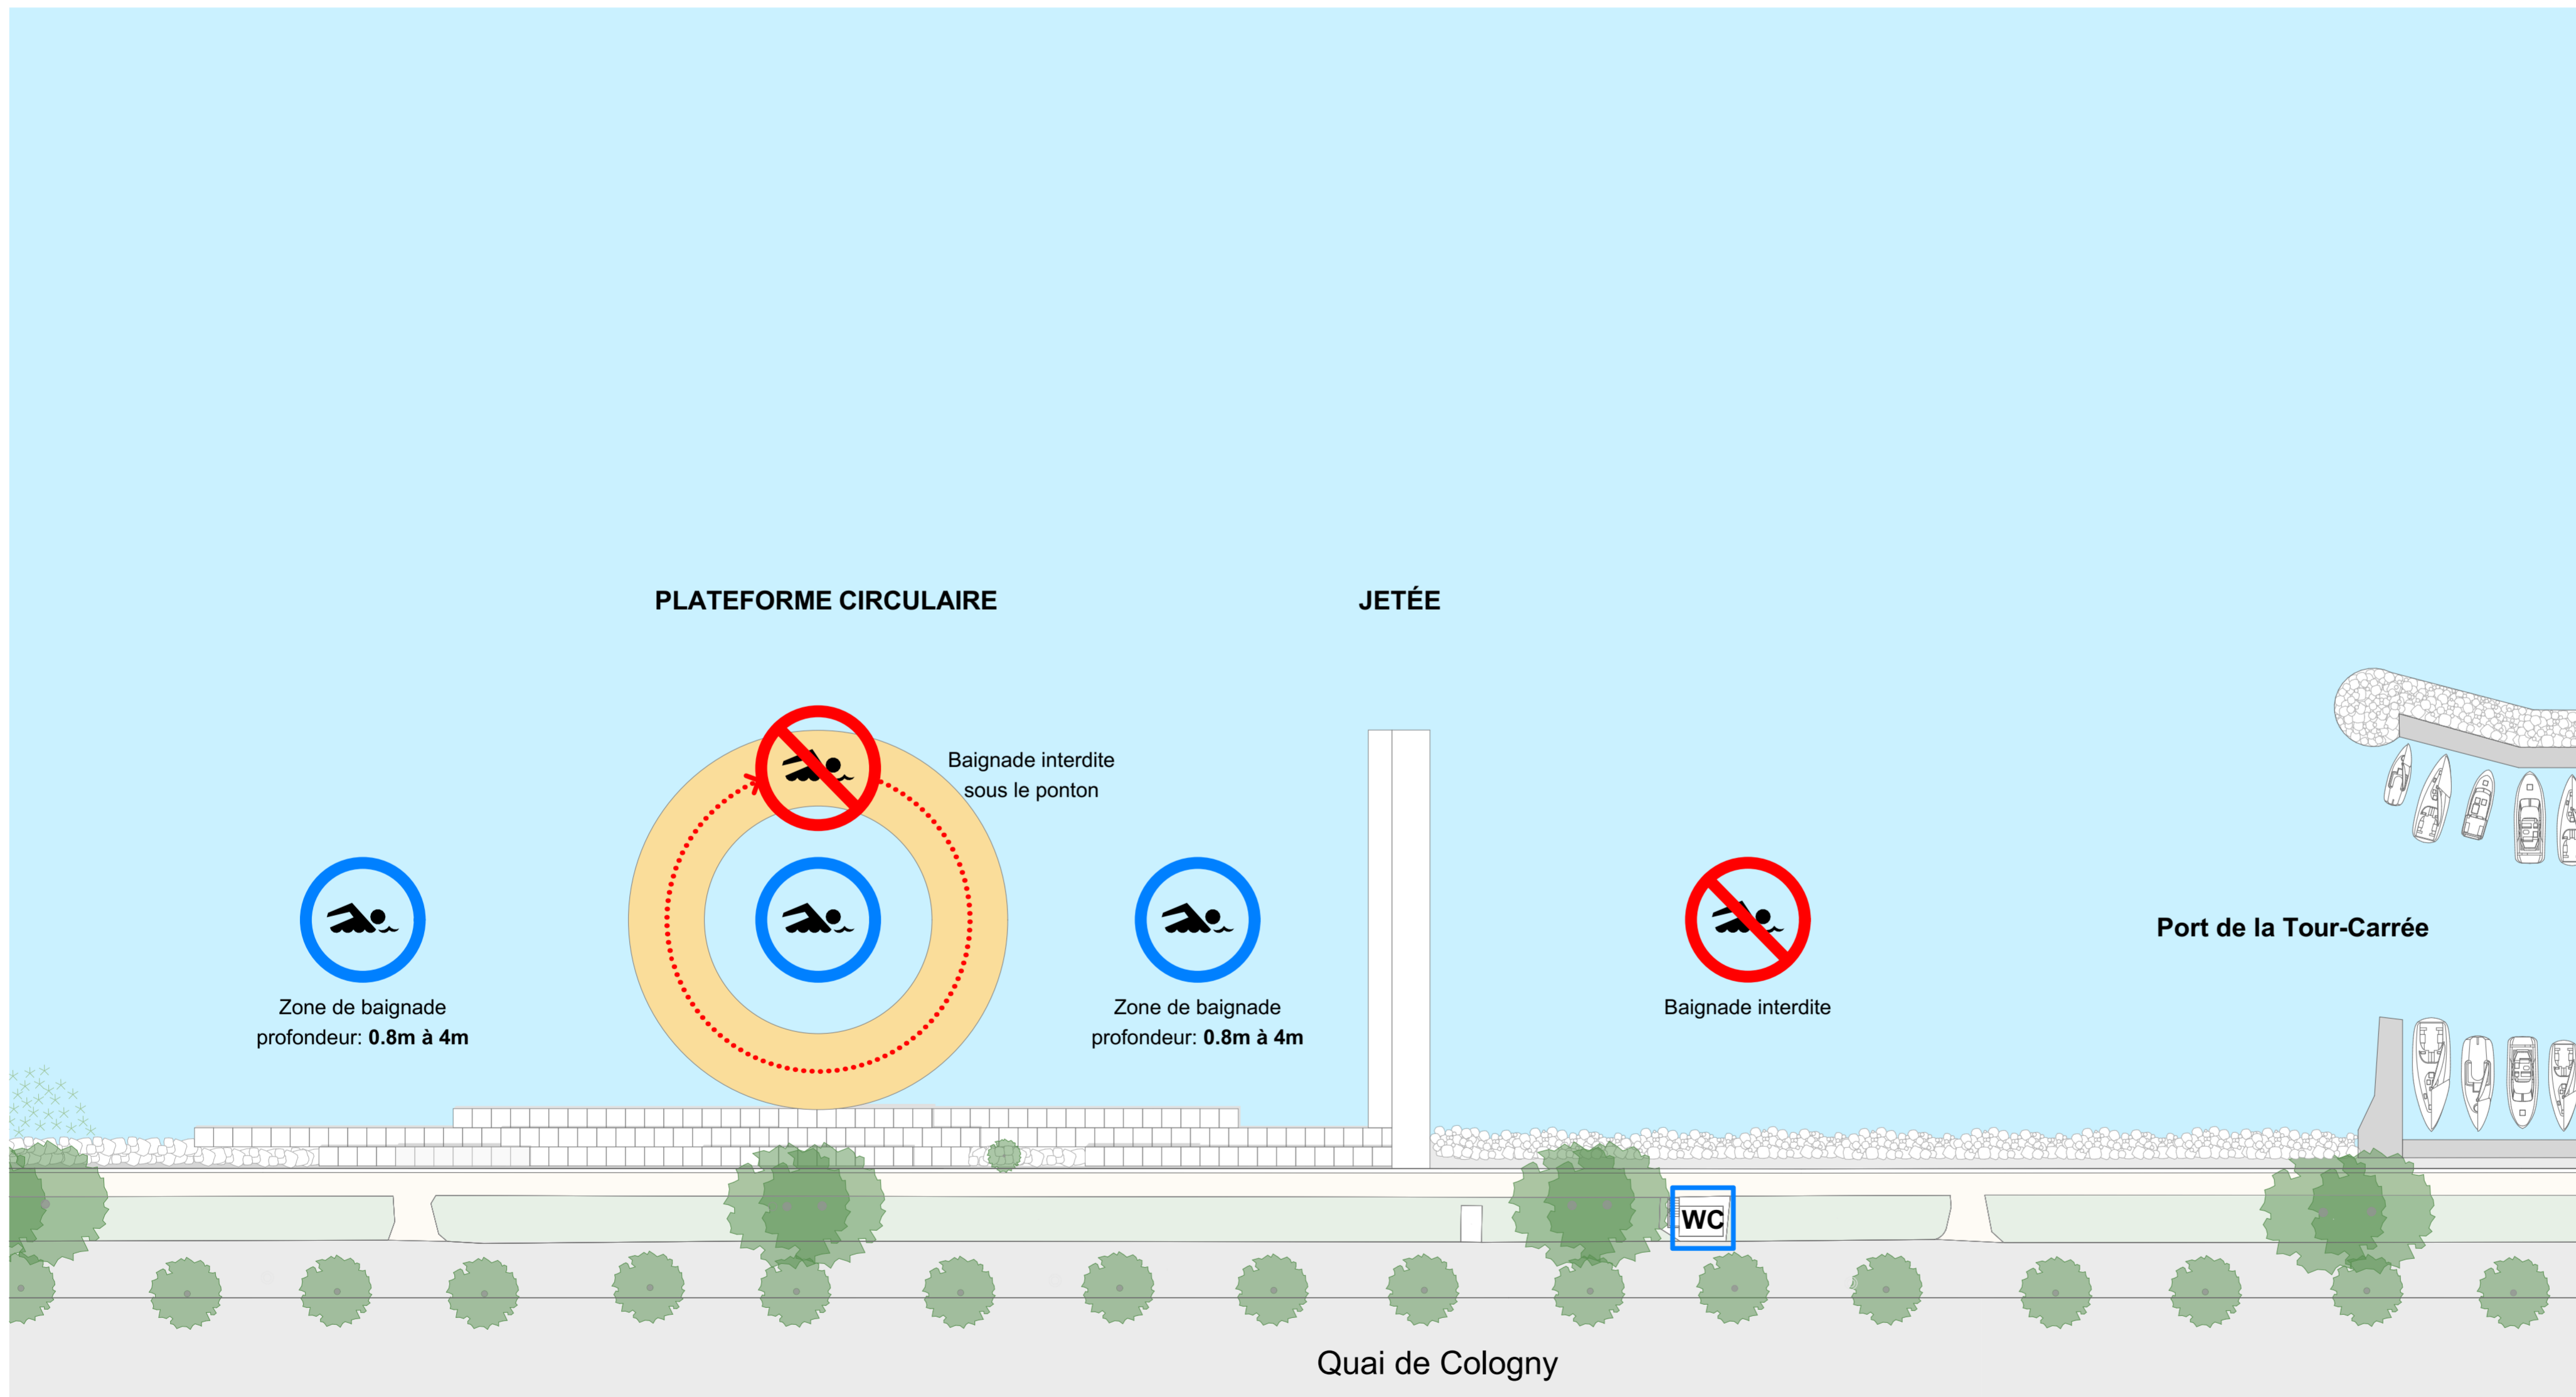 PLATEFORME CIRCULAIRE
JETÉE
Baignade interdite
sous le ponton
Zone de baignade
profondeur: 0.8m à 4m
Zone de baignade
profondeur: 0.8m à 4m
Baignade interdite
Port de la Tour-Carrée
WC
Quai de Cologny